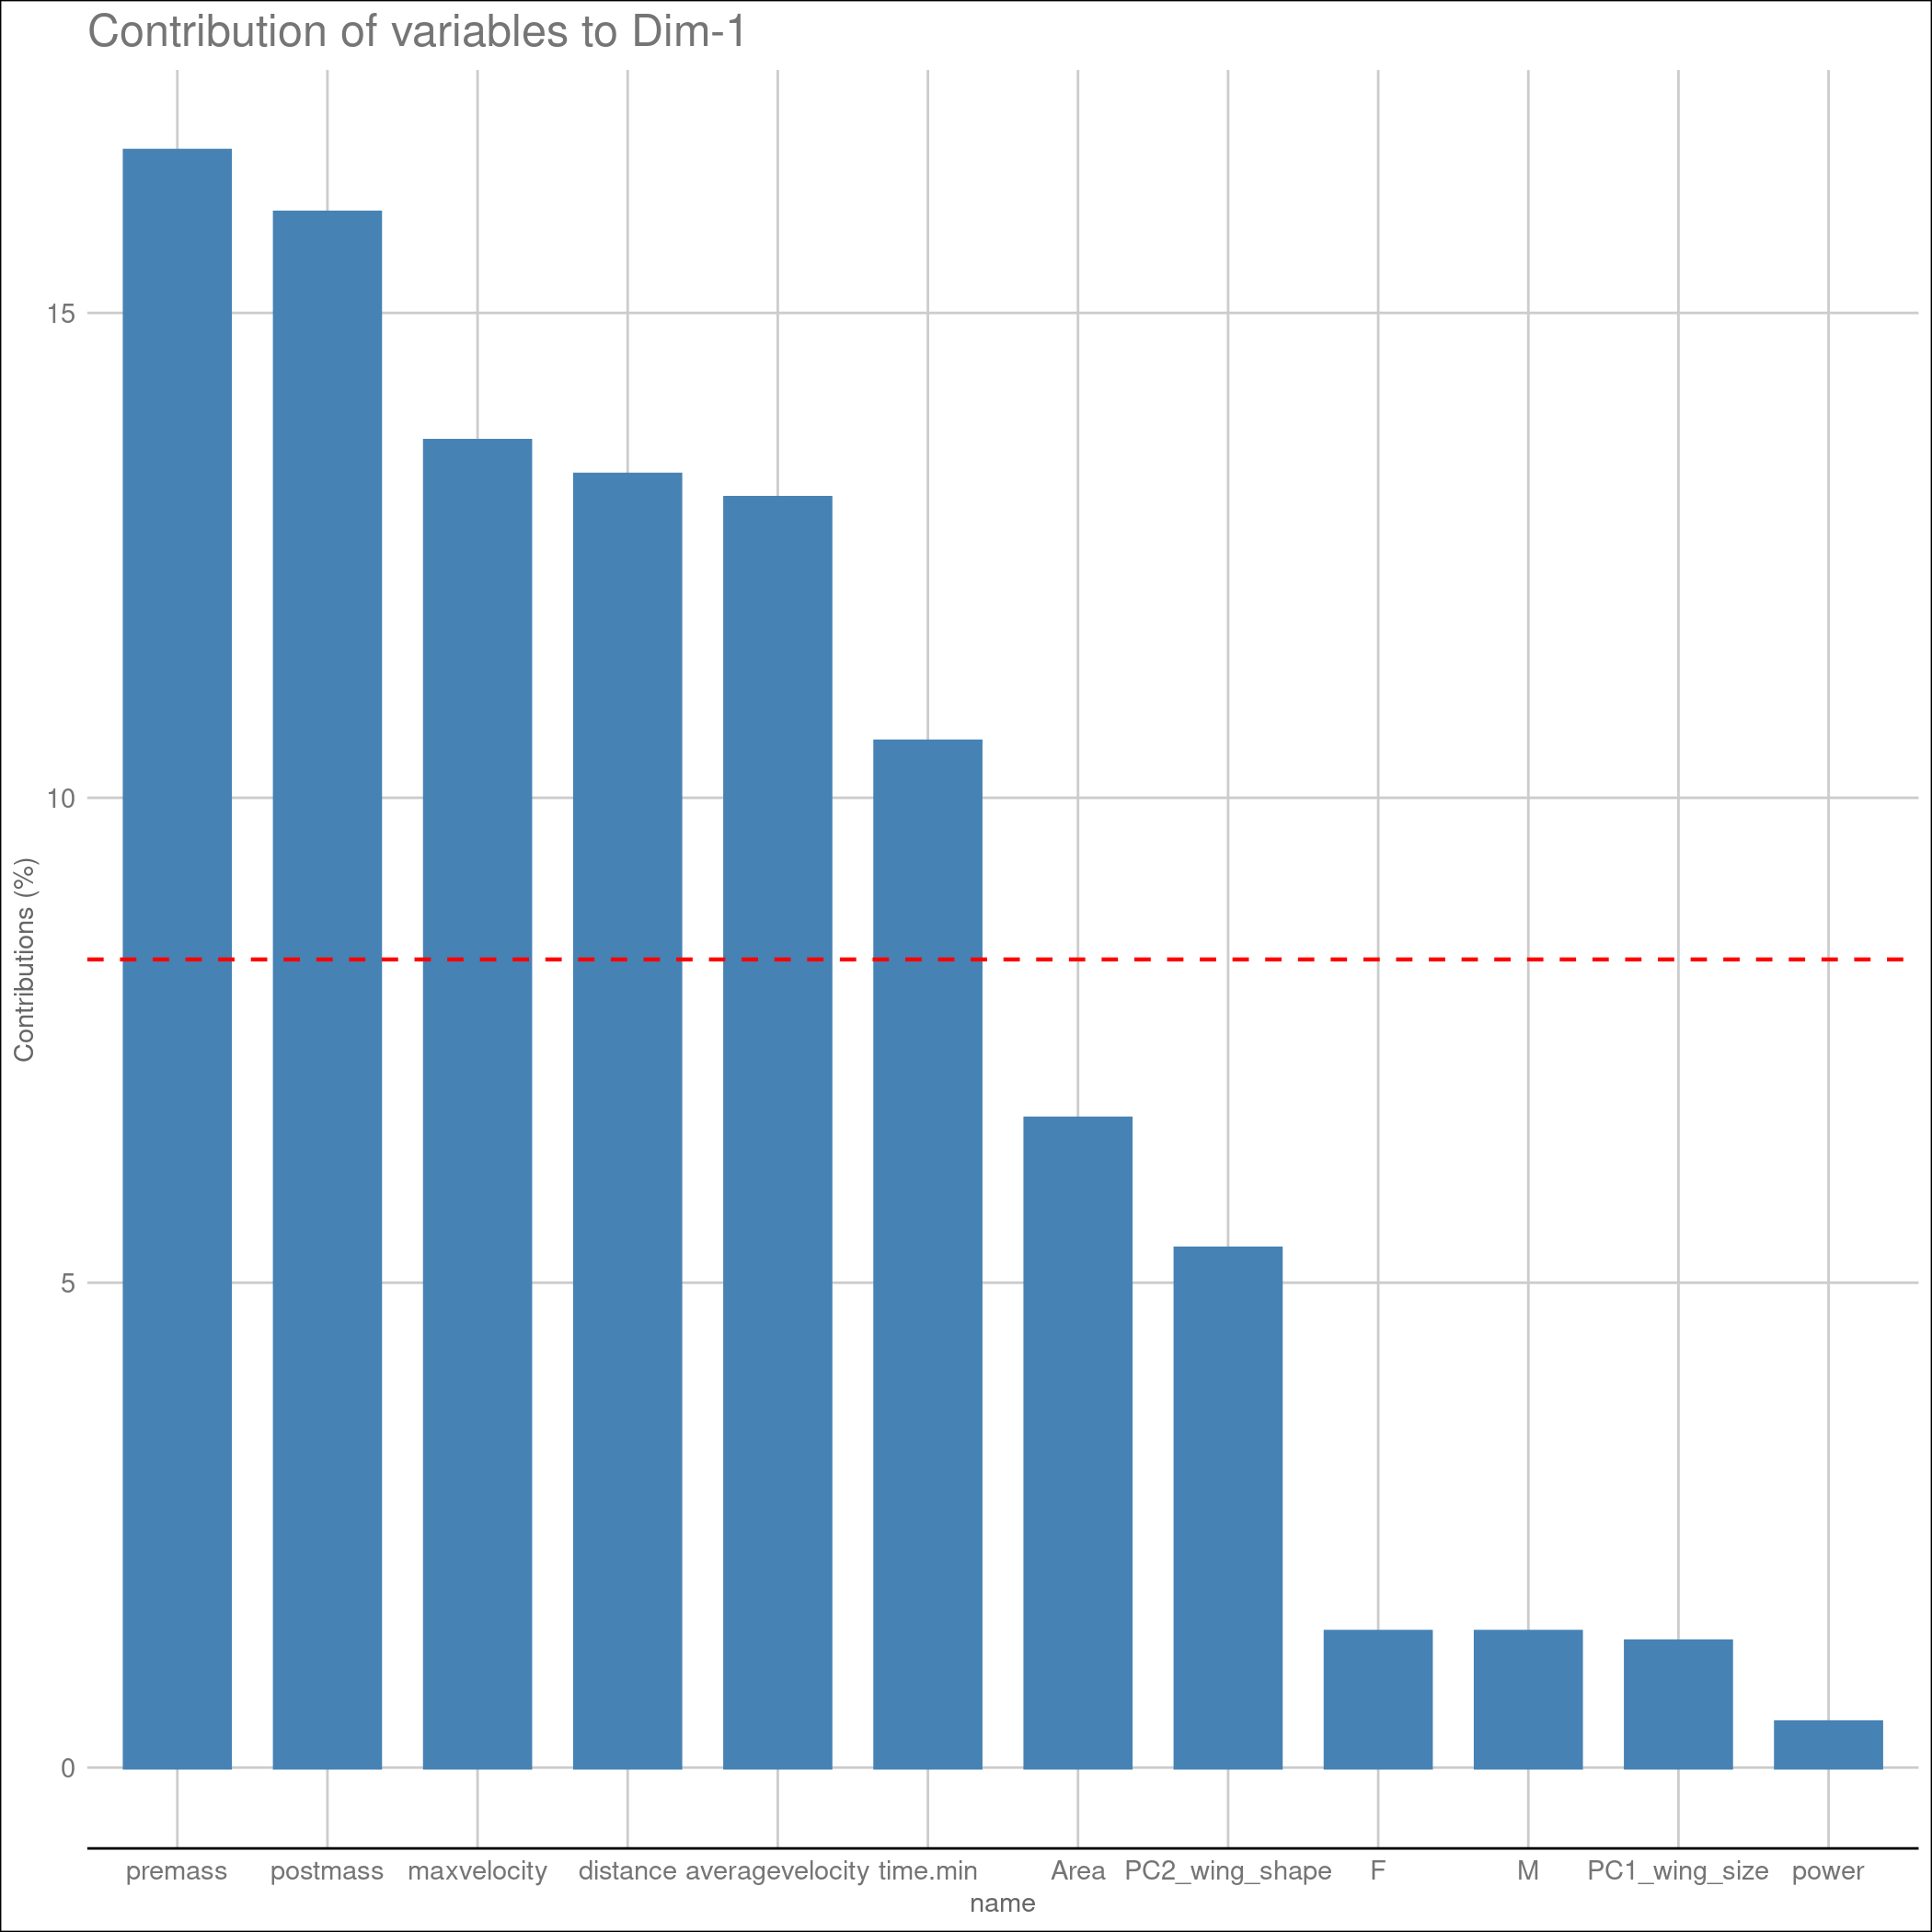 Contribution of variables to Dim-1
Contributions (%)
15
10
5
0
premass postmass maxvelocity distance averagevelocity time.min Area PC2_wing_shape F M PC1_wing_size power
name